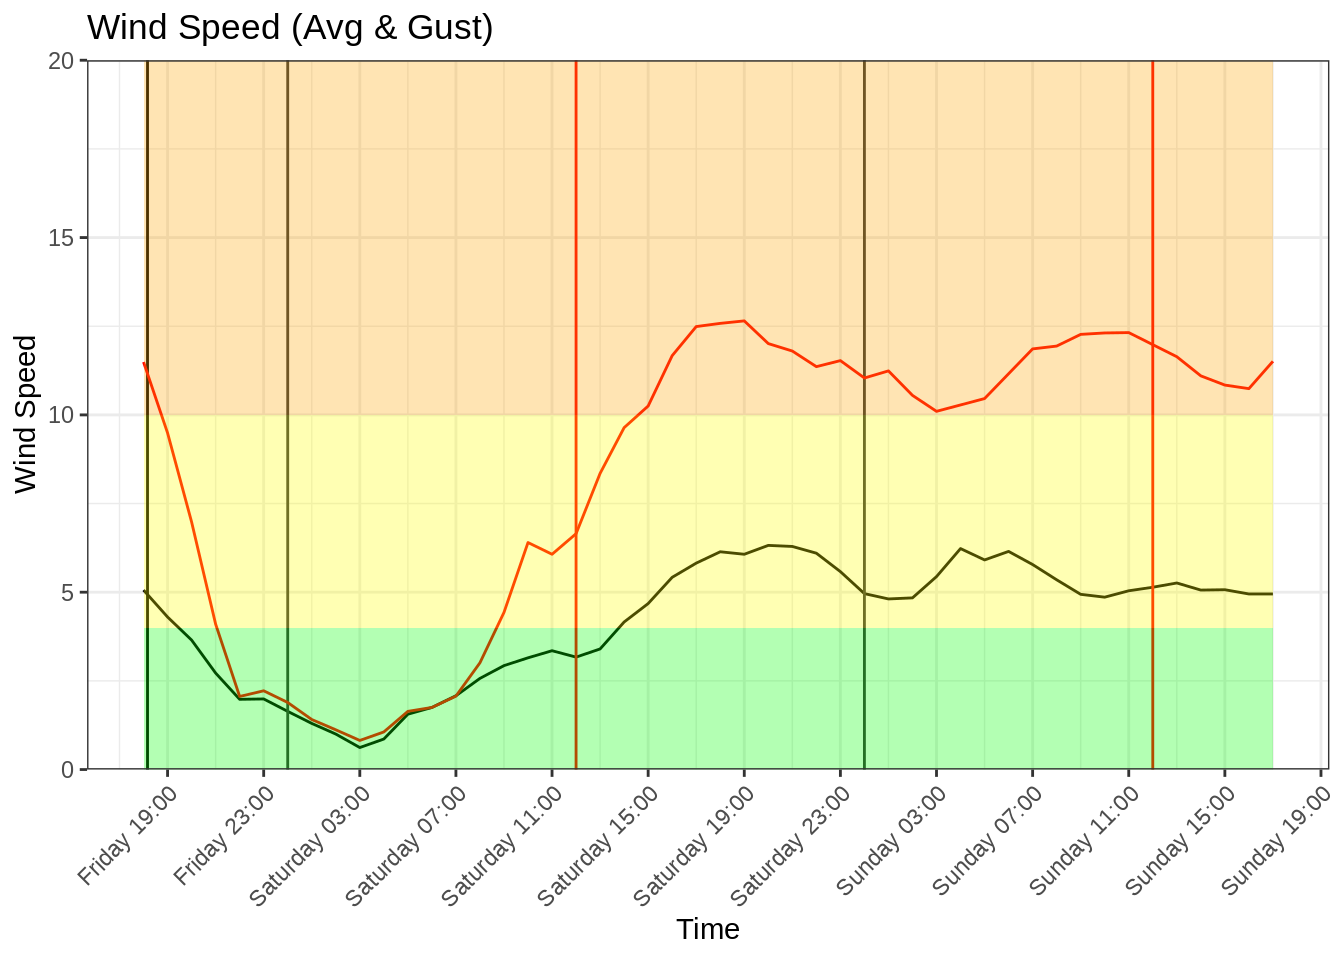 Wind Speed (Avg & Gust)
20
15
10
5
0
Wind Speed
Friday 19:00
Friday 23:00
Saturday 03:00
Saturday 07:00
Saturday 11:00
Saturday 15:00
Saturday 19:00
Saturday 23:00
Sunday 03:00
Sunday 07:00
Sunday 11:00
Sunday 15:00
Sunday 19:00
Time